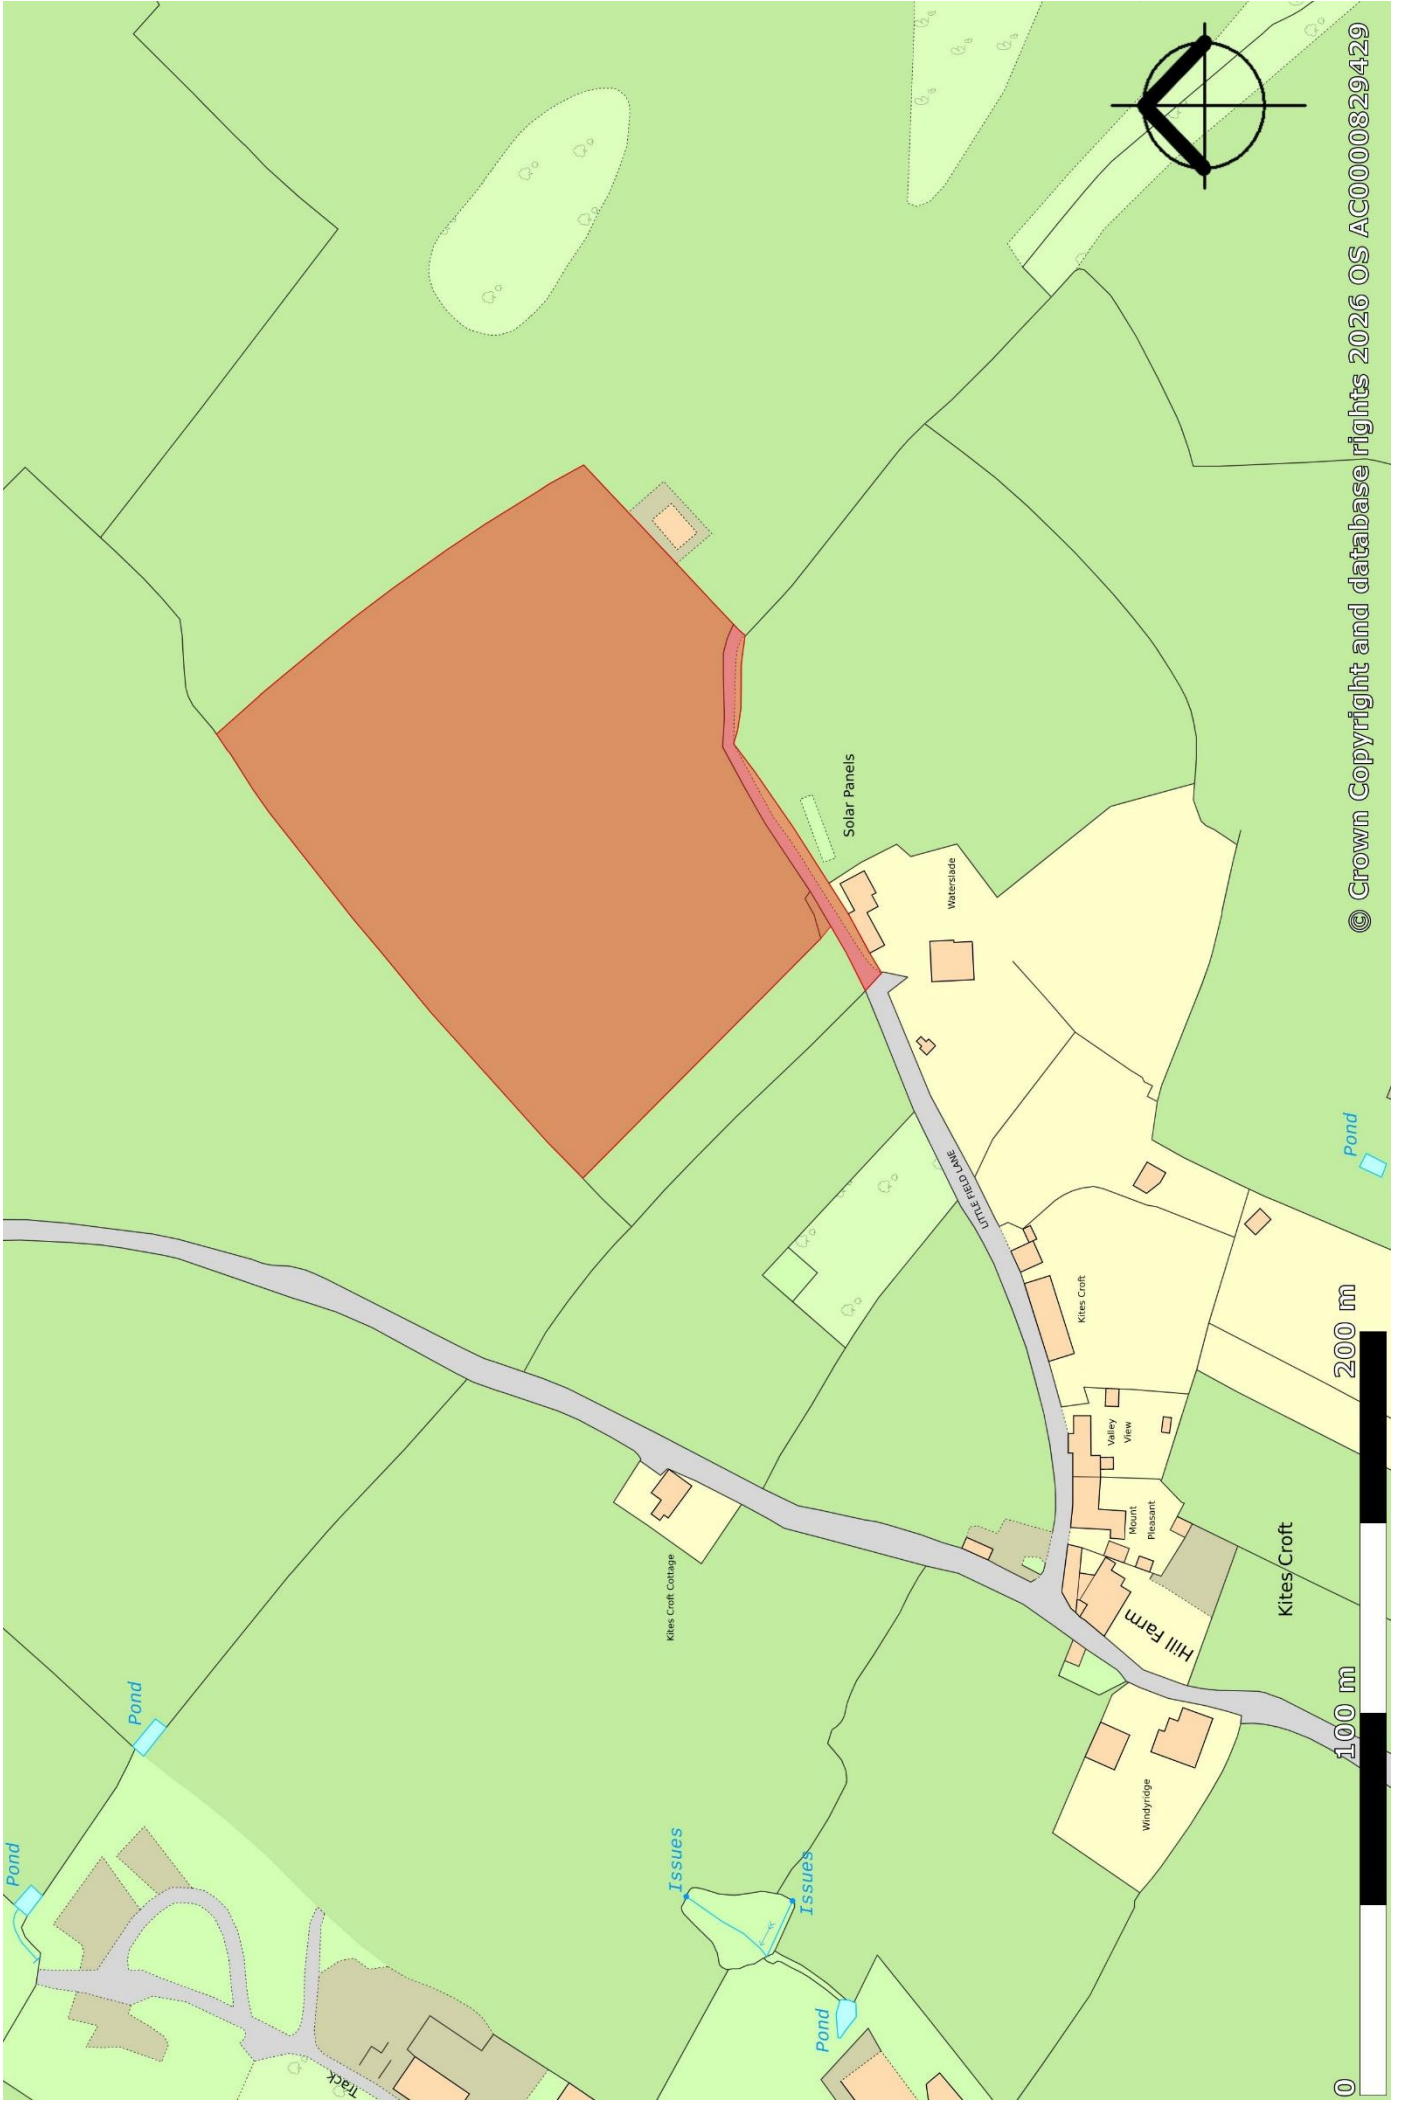 © Crown Copyright and database rights 2026 OS AC0000829429
Solar Panels
Waterslade
LITTLE FIELD LANE
Pond
Kites Croft
Valley
View
Mount
Pleasant
Kites Croft
Hill Farm
Kites Croft Cottage
Windyridge
Pond
Pond
Issues
Issues
Pond
Track
0
100 m
200 m